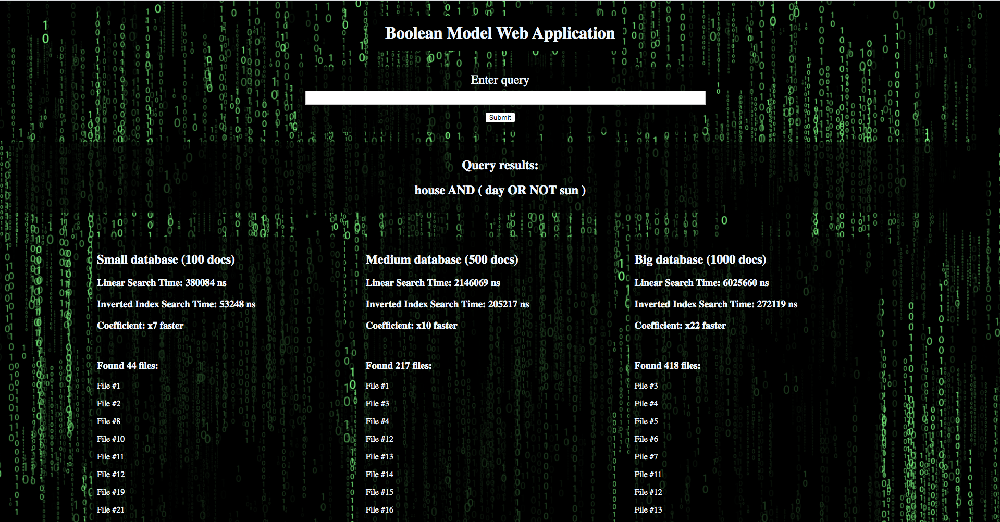 Boolean Model Web Application
Enter query
Submit
Query results:
house AND ( day OR NOT sun )
Small database (100 docs)
Linear Search Time: 380084 ns
Inverted Index Search Time: 53248 ns
Coefficient: x7 faster
Found 44 files:
File #1
File #2
File #8
File #10
File #11
File #12
File #19
File #21
Medium database (500 docs)
Linear Search Time: 2146069 ns
Inverted Index Search Time: 205217 ns
Coefficient: x10 faster
Found 217 files:
File #1
File #3
File #4
File #12
File #13
File #14
File #15
File #16
Big database (1000 docs)
Linear Search Time: 6025660 ns
Inverted Index Search Time: 272119 ns
Coefficient: x22 faster
Found 418 files:
File #3
File #4
File #5
File #6
File #7
File #11
File #12
File #13